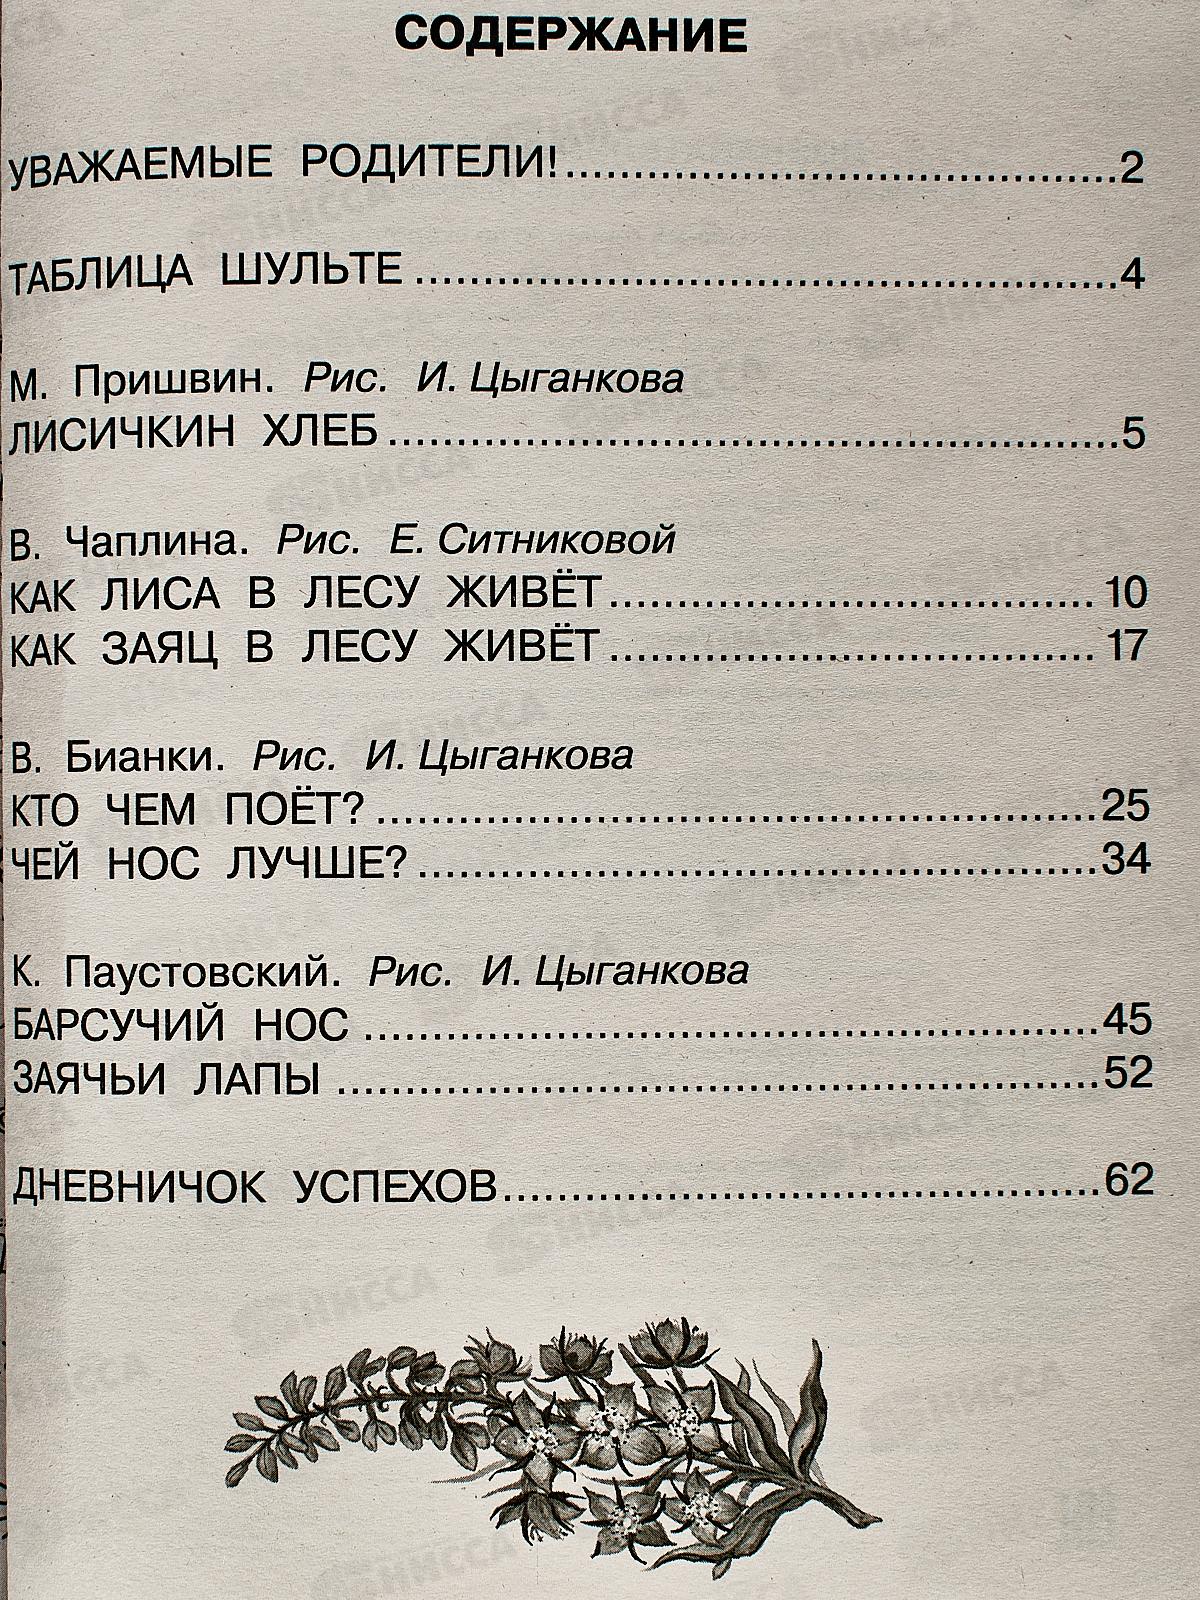 СОДЕРЖАНИЕ
УВАЖАЕМЫЕ РОДИТЕЛИ!..........2
ТАБЛИЦА ШУЛЬТЕ..........4
М. Пришвин. Рис. И. Цыганкова
ЛИСИЧКИН ХЛЕБ..........5
В. Чаплина. Рис. Е. Ситниковой
КАК ЛИСА В ЛЕСУ ЖИВЁТ..........10
КАК ЗАЯЦ В ЛЕСУ ЖИВЁТ..........17
В. Бианки. Рис. И. Цыганкова
КТО ЧЕМ ПОЁТ?..........25
ЧЕЙ НОС ЛУЧШЕ?..........34
К. Паустовский. Рис. И. Цыганкова
БАРСУЧИЙ НОС..........45
ЗАЯЧЬИ ЛАПЫ..........52
ДНЕВНИЧОК УСПЕХОВ..........62